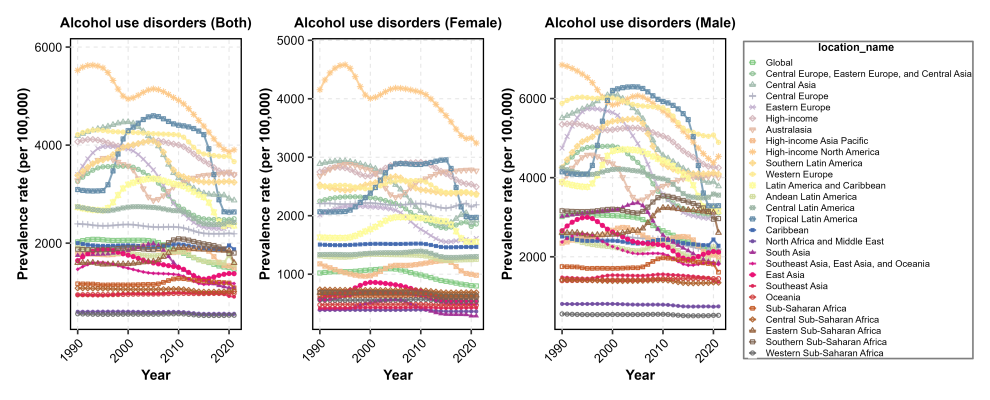 Alcohol use disorders (Both)
Prevalence rate (per 100,000)
6000
4000
2000
1990
2000
2010
2020
Year
Alcohol use disorders (Female)
Prevalence rate (per 100,000)
5000
4000
3000
2000
1000
1990
2000
2010
2020
Year
Alcohol use disorders (Male)
Prevalence rate (per 100,000)
6000
4000
2000
1990
2000
2010
2020
Year
location_name
Global
Central Europe, Eastern Europe, and Central Asia
Central Asia
Central Europe
Eastern Europe
High-income
Australasia
High-income Asia Pacific
High-income North America
Southern Latin America
Western Europe
Latin America and Caribbean
Andean Latin America
Central Latin America
Tropical Latin America
Caribbean
North Africa and Middle East
South Asia
Southeast Asia, East Asia, and Oceania
East Asia
Southeast Asia
Oceania
Sub-Saharan Africa
Central Sub-Saharan Africa
Eastern Sub-Saharan Africa
Southern Sub-Saharan Africa
Western Sub-Saharan Africa